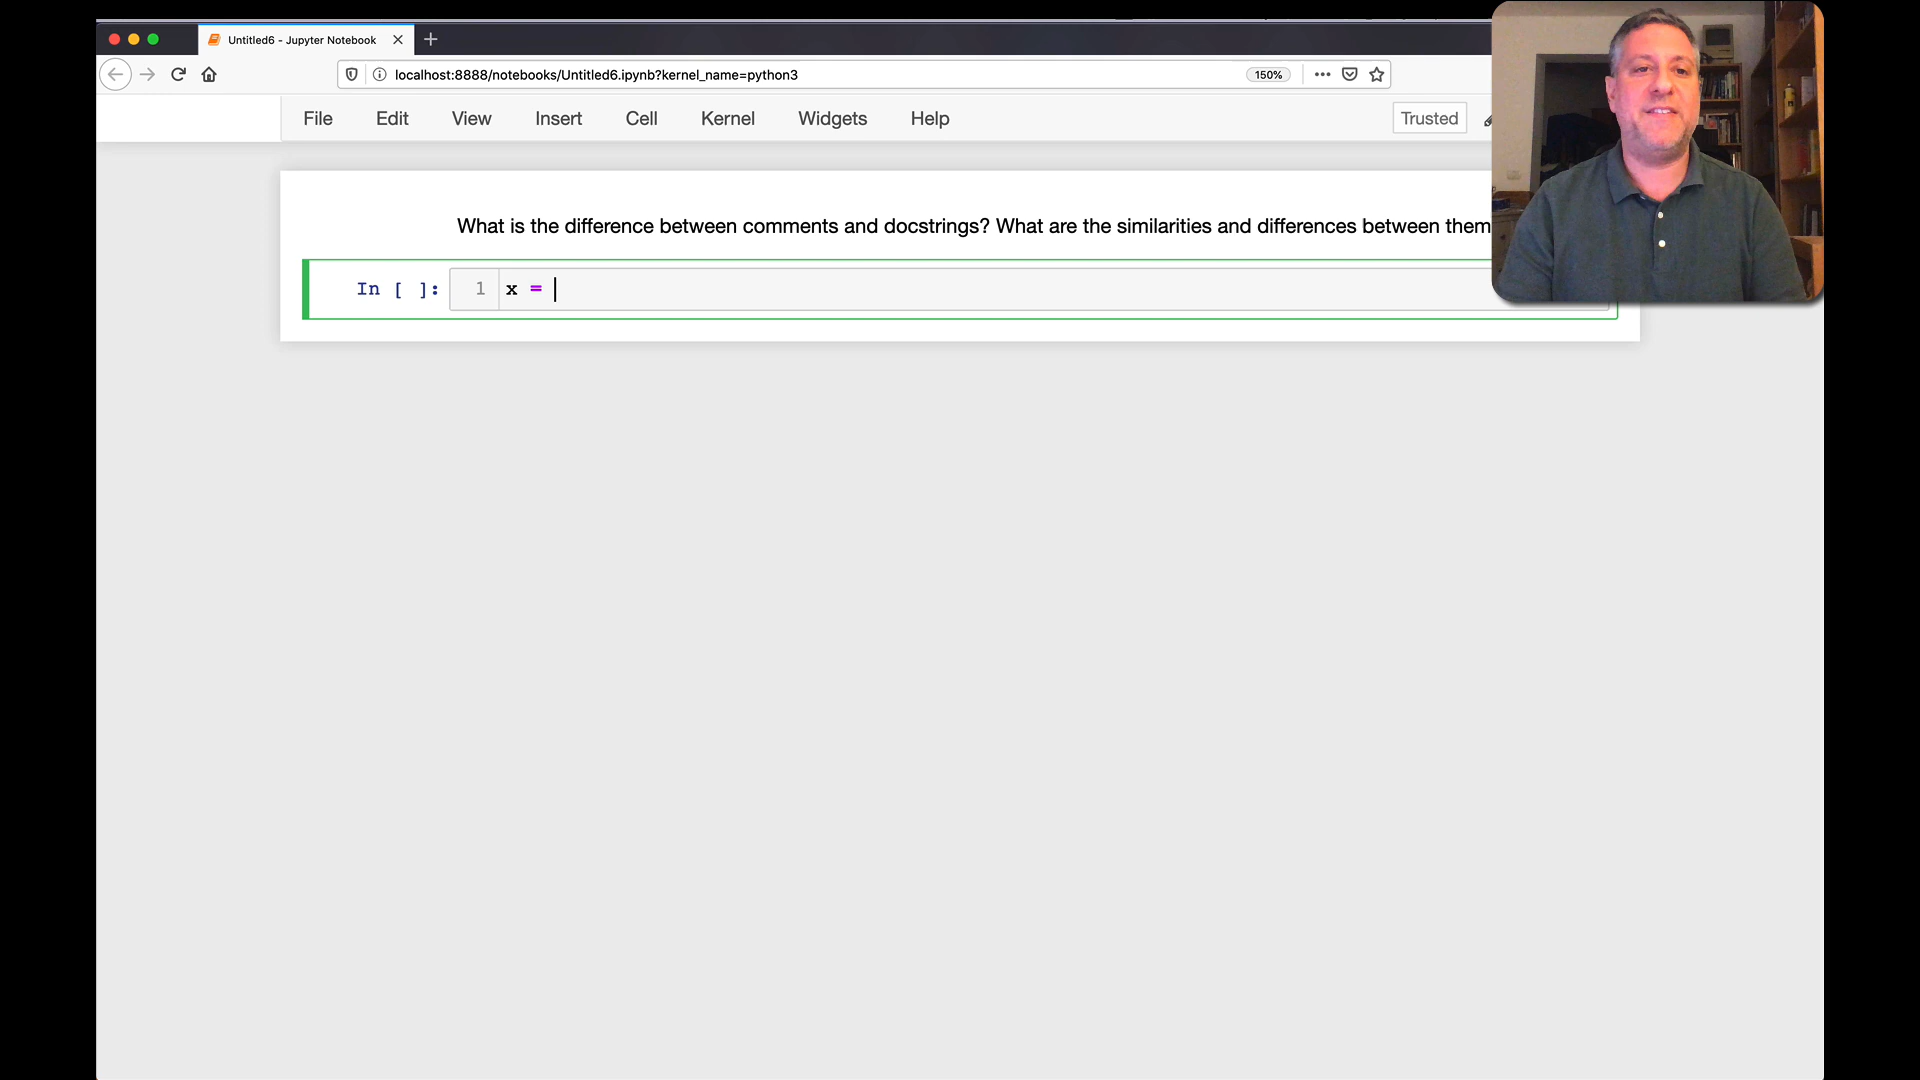 Untitled6 - Jupyter Notebook
localhost:8888/notebooks/Untitled6.ipynb?kernel_name=python3
150%
File Edit View Insert Cell Kernel Widgets Help
Trusted
What is the difference between comments and docstrings? What are the similarities and differences between them
In [ ]:
1 x =